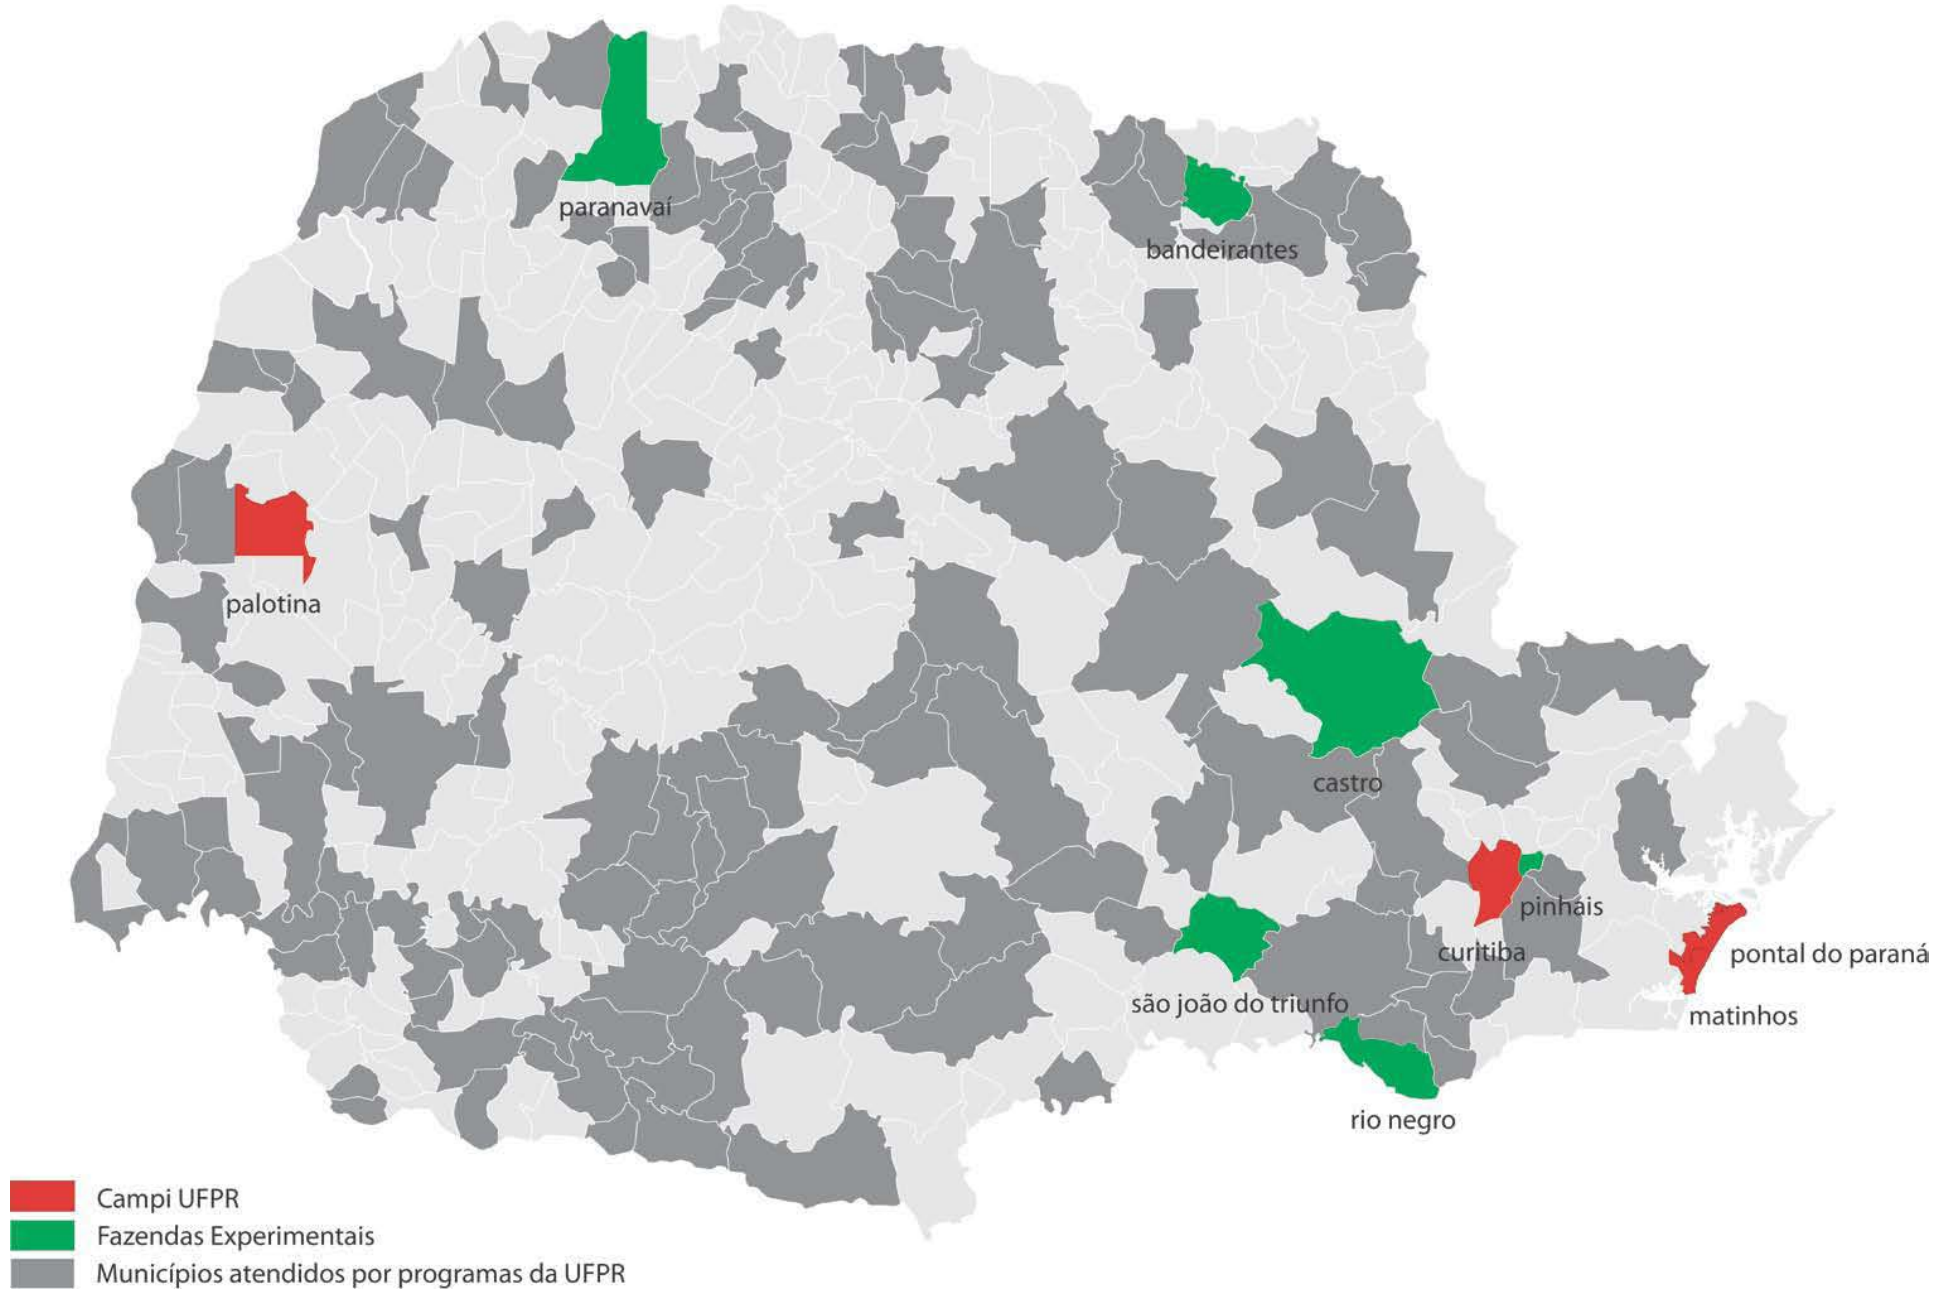 paranavaí
bandeirantes
palotina
castro
pinháis
curitiba
pontal do paraná
são joão do triunfo
matinhos
rio negro
Campi UFPR
Fazendas Experimentais
Municípios atendidos por programas da UFPR